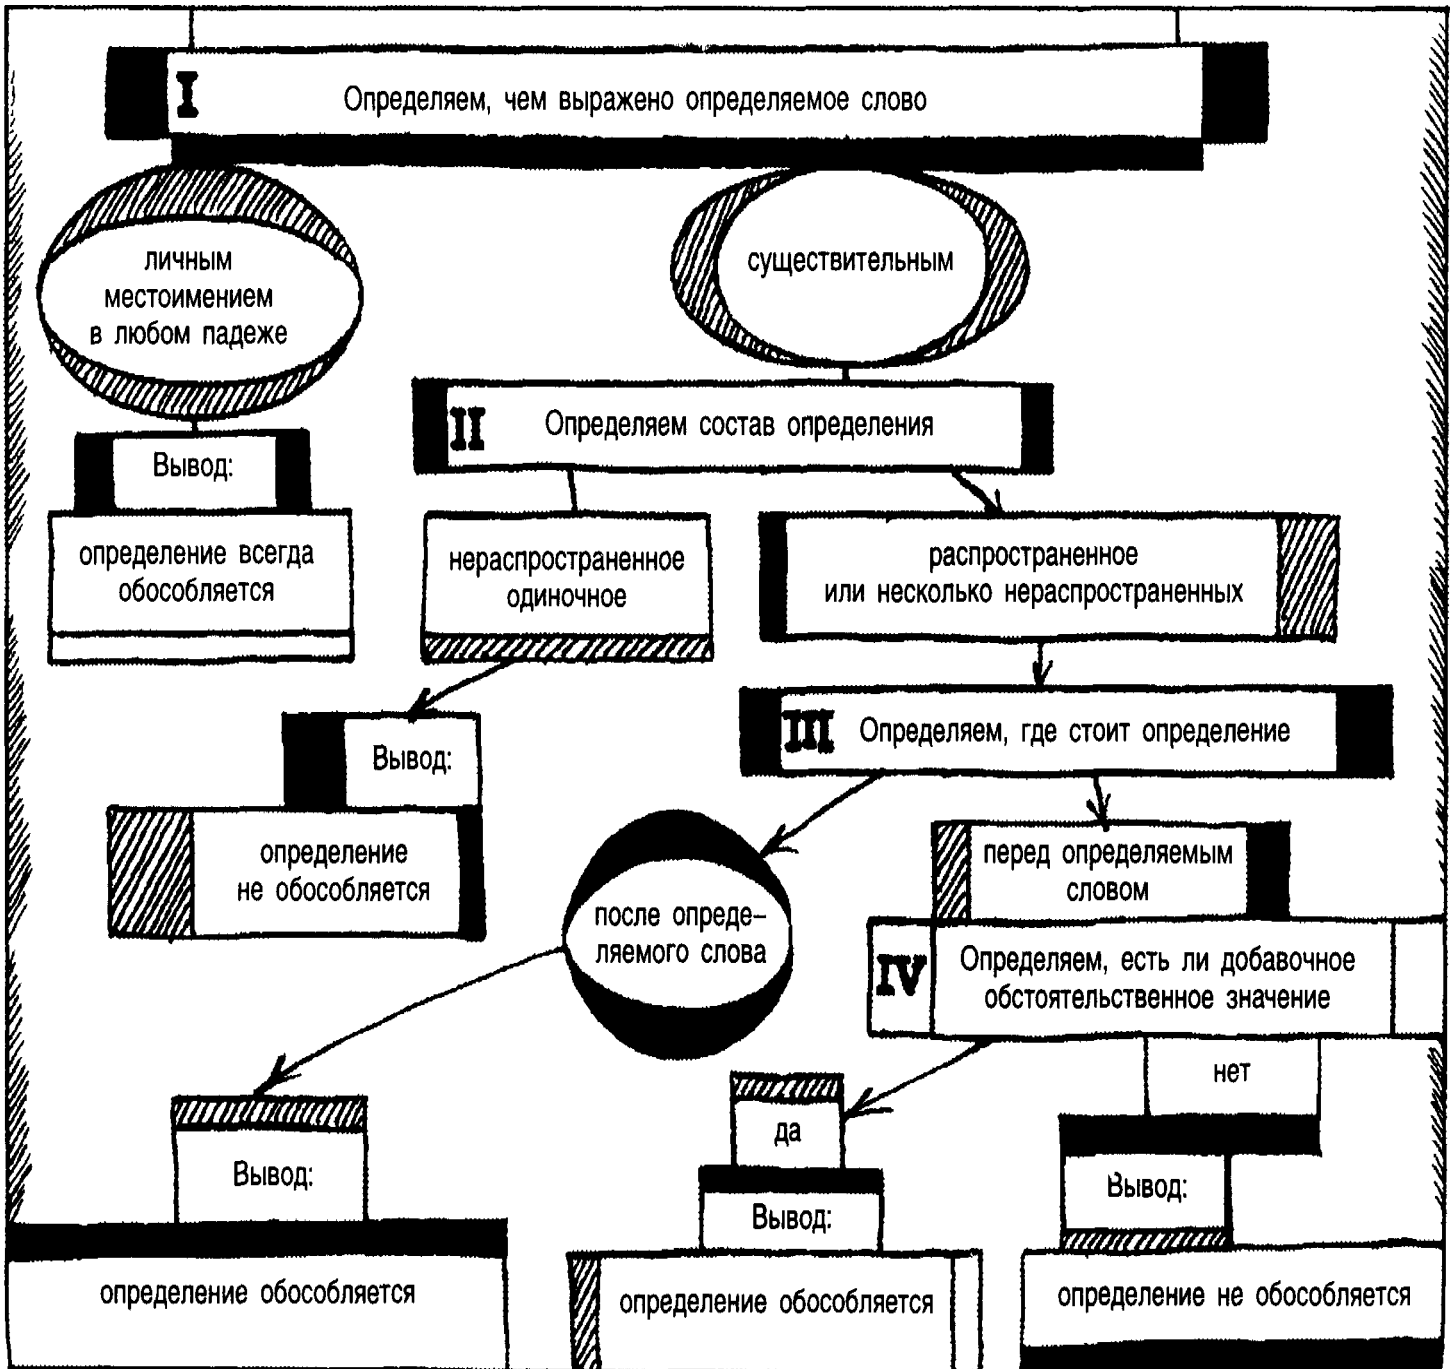 I Определяем, чем выражено определяемое слово
личным
местоимением
в любом падеже
существительным
Вывод:
определение всегда
обособляется
II Определяем состав определения
нераспространенное
одиночное
распространенное
или несколько нераспространенных
Вывод:
определение
не обособляется
III Определяем, где стоит определение
после опреде–
ляемого слова
перед определяемым
словом
IV Определяем, есть ли добавочное
обстоятельственное значение
Вывод:
определение обособляется
да
Вывод:
определение обособляется
нет
Вывод:
определение не обособляется